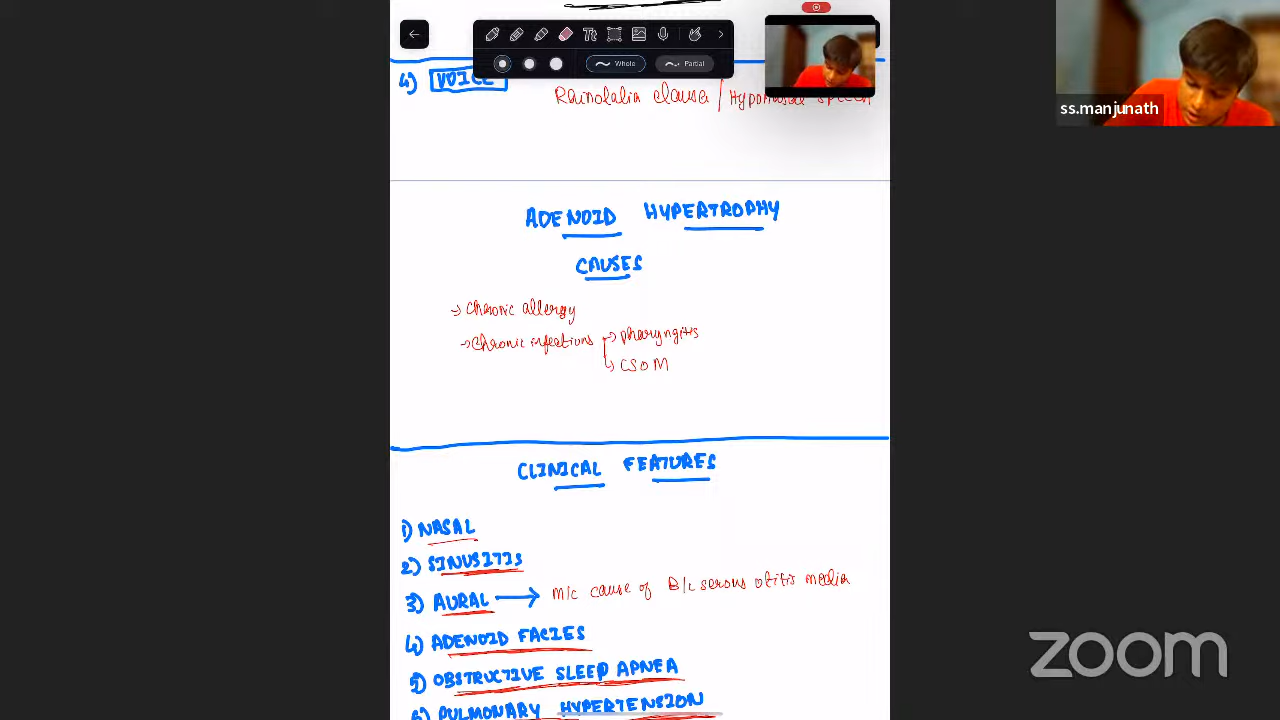 Tt
Whole
Partial
ss.manjunath
4) VOICE
Rhinolalia clausa / Hyponasal speech
ADENOID HYPERTROPHY
CAUSES
→ Chronic allergy
→ Chronic infections → pharyngitis
→ CSOM
CLINICAL FEATURES
1) NASAL
2) SINUSITIS
3) AURAL → M/c cause of B/L serous otitis media
4) ADENOID FACIES
5) OBSTRUCTIVE SLEEP APNEA
6) PULMONARY HYPERTENSION
zoom